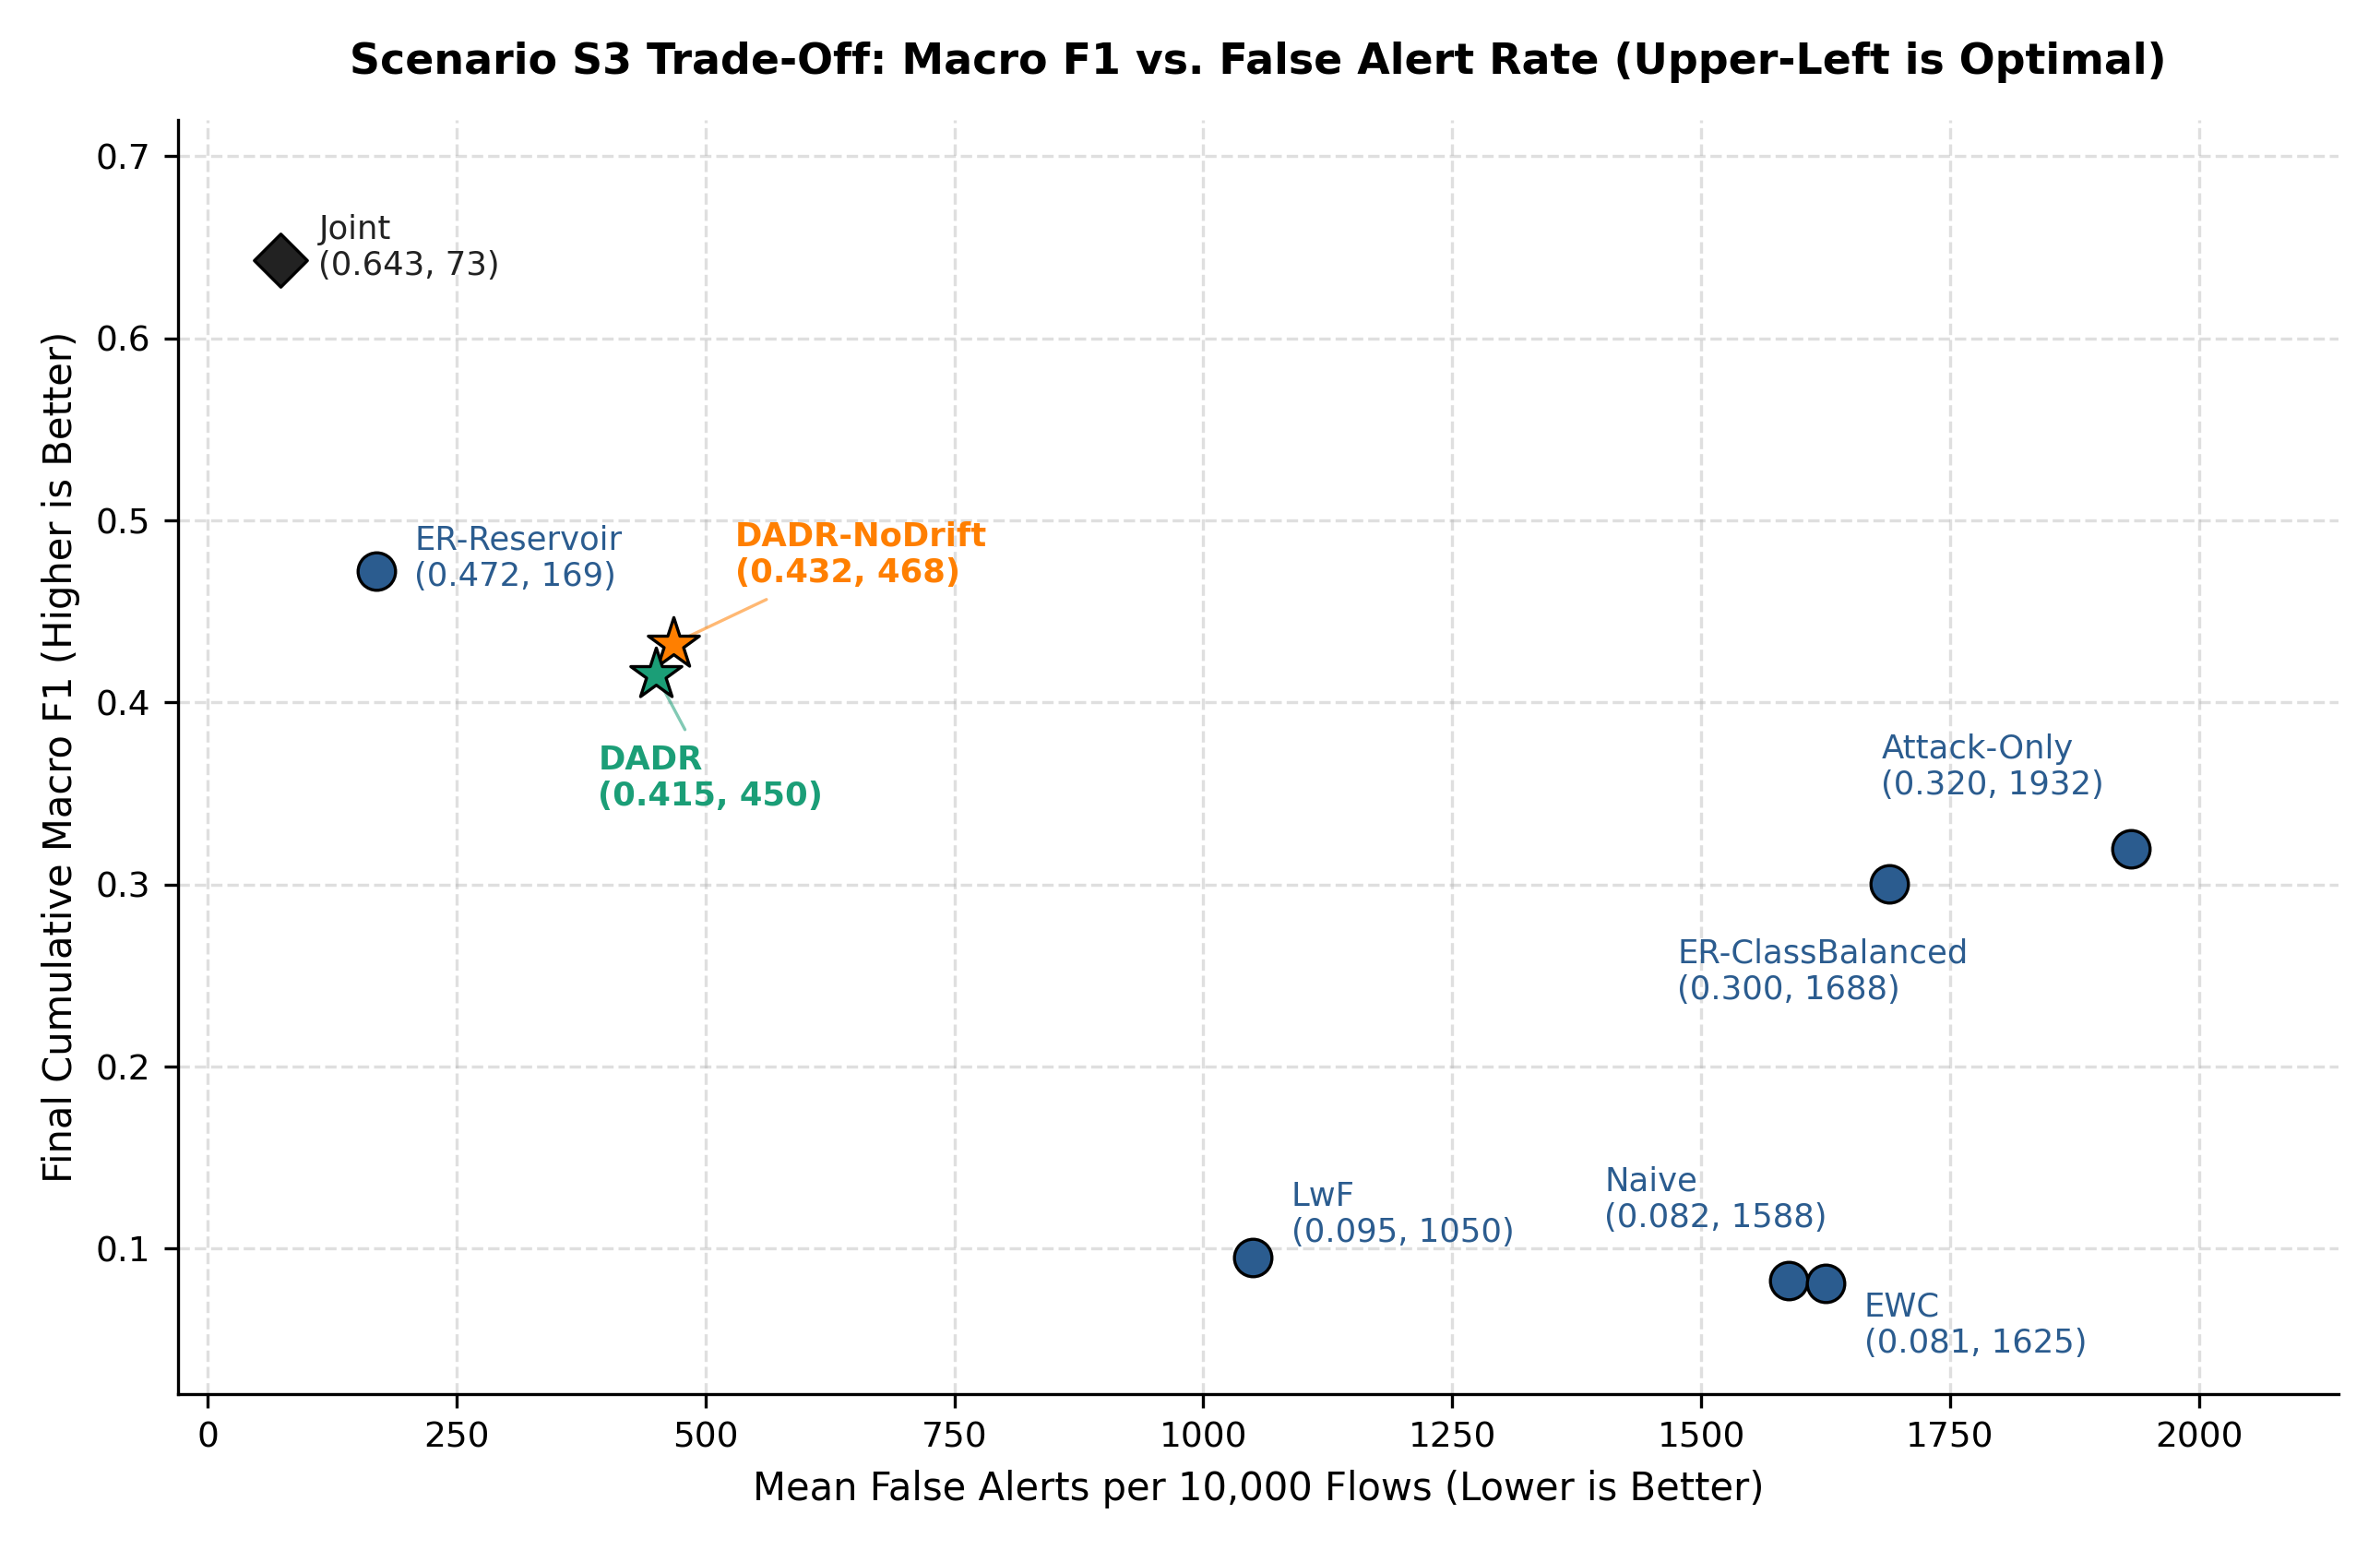 Scenario S3 Trade-Off: Macro F1 vs. False Alert Rate (Upper-Left is Optimal)
Final Cumulative Macro F1 (Higher is Better)
0.7
0.6
0.5
0.4
0.3
0.2
0.1
Joint
(0.643, 73)
ER-Reservoir
(0.472, 169)
DADR-NoDrift
(0.432, 468)
DADR
(0.415, 450)
Attack-Only
(0.320, 1932)
ER-ClassBalanced
(0.300, 1688)
LwF
(0.095, 1050)
Naive
(0.082, 1588)
EWC
(0.081, 1625)
0 250 500 750 1000 1250 1500 1750 2000
Mean False Alerts per 10,000 Flows (Lower is Better)